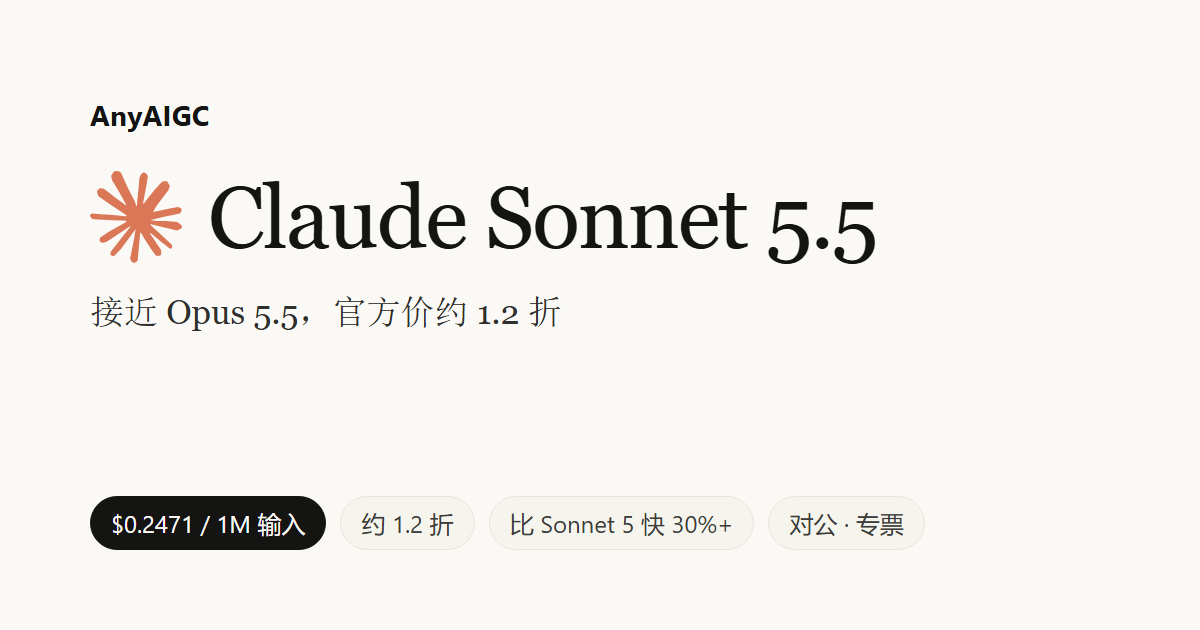 AnyAIGC
Claude Sonnet 5.5
接近 Opus 5.5，官方价约 1.2 折
$0.2471 / 1M 输入
约 1.2 折
比 Sonnet 5 快 30%+
对公 · 专票